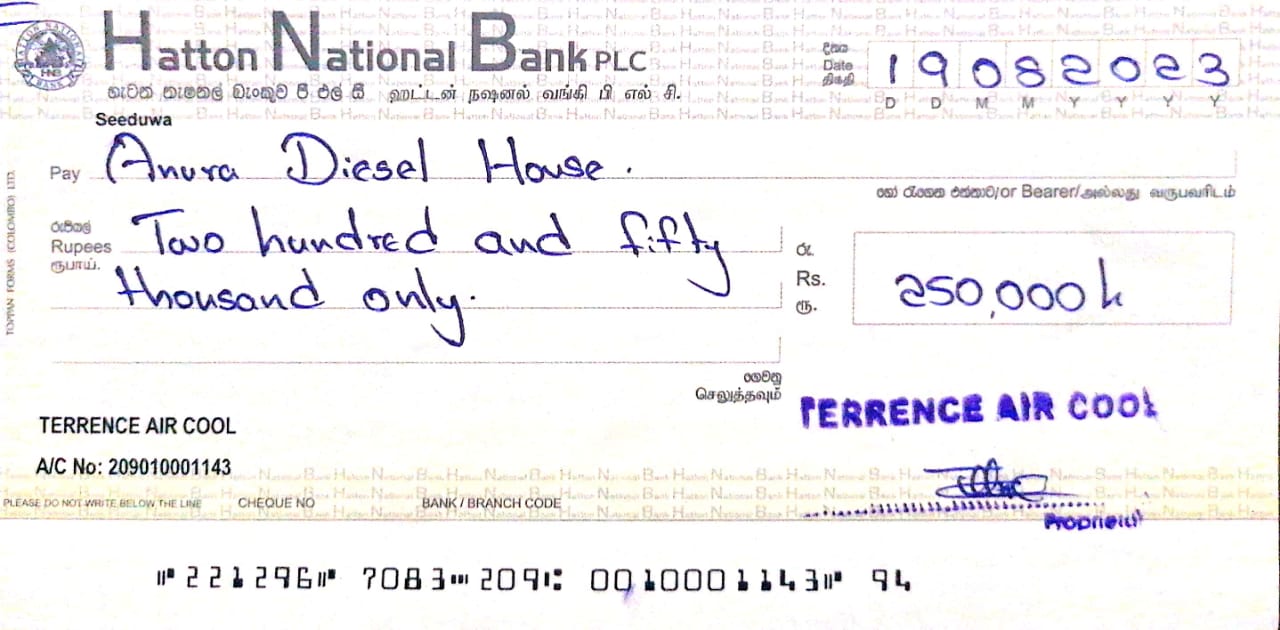 Hatton National Bank PLC
හැටන් නැෂනල් බැංකුව පී එල් සී ஹட்டன் நஷனல் வங்கி பி எல் சி.
Seeduwa
දිනය
Date
திகதி
19082023
D D M M Y Y Y Y
Pay Anura Diesel House.
හෝ රැගෙන එන්නාට/or Bearer/அல்லது வருபவரிடம்
රුපියල්
Rupees Two hundred and fifty
ரூபாய்.
thousand only.
රු.
Rs. 250,000/-
ரூ.
ගෙවනු
செலுத்தவும்
TOPPAN FORMS (COLOMBO) LTD.
TERRENCE AIR COOL
TERRENCE AIR COOL
A/C No: 209010001143
PLEASE DO NOT WRITE BELOW THE LINE CHEQUE NO BANK / BRANCH CODE
Proprietor
⑈221296⑈ 7083⑉209⑆ 0010001143⑈ 94